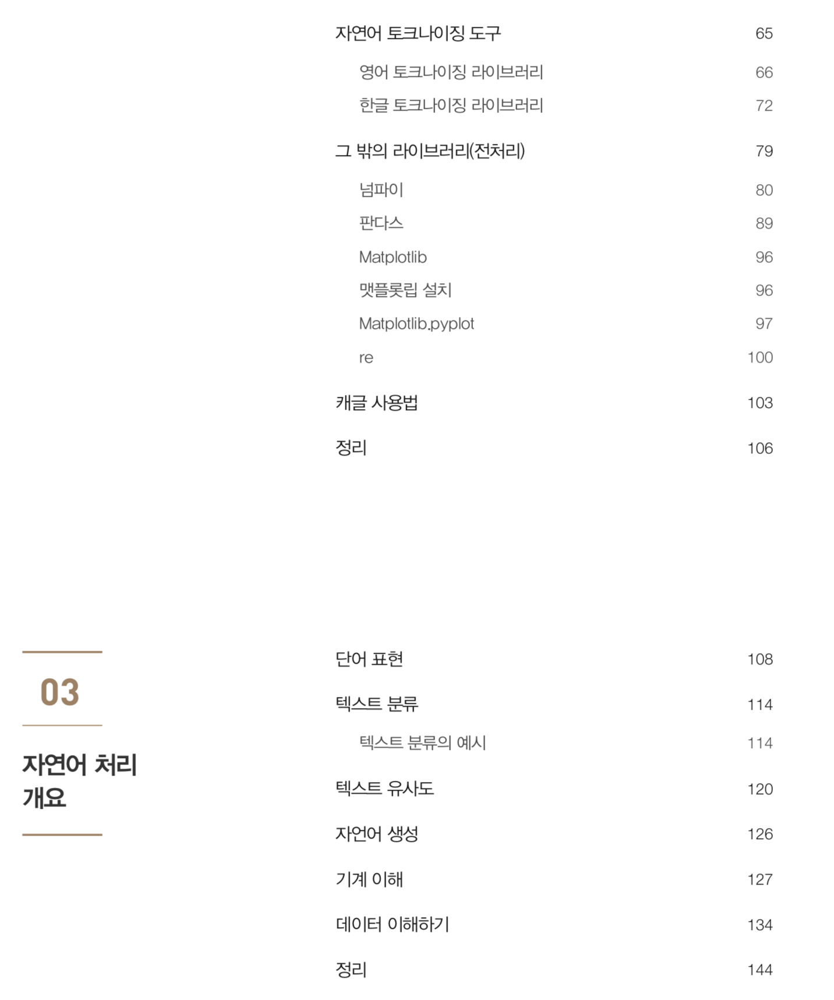 자연어 토크나이징 도구 65
영어 토크나이징 라이브러리 66
한글 토크나이징 라이브러리 72
그 밖의 라이브러리(전처리) 79
넘파이 80
판다스 89
Matplotlib 96
맷플롯립 설치 96
Matplotlib.pyplot 97
re 100
캐글 사용법 103
정리 106
03
자연어 처리
개요
단어 표현 108
텍스트 분류 114
텍스트 분류의 예시 114
텍스트 유사도 120
자언어 생성 126
기계 이해 127
데이터 이해하기 134
정리 144